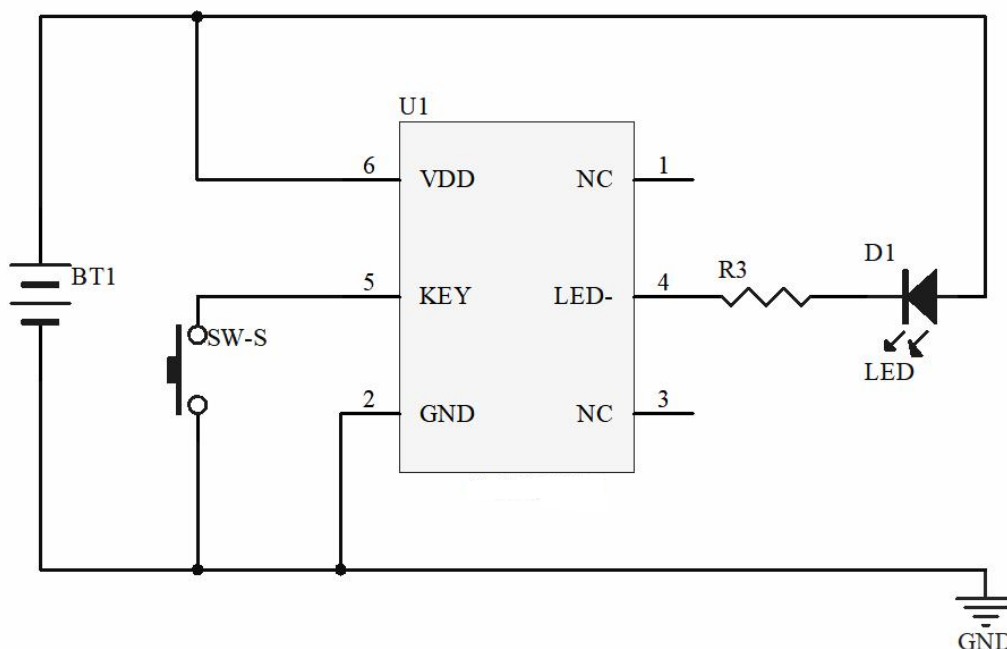 U1
6 VDD NC 1
BT1
5 KEY LED- 4
R3
D1
SW-S
LED
2 GND NC 3
GND